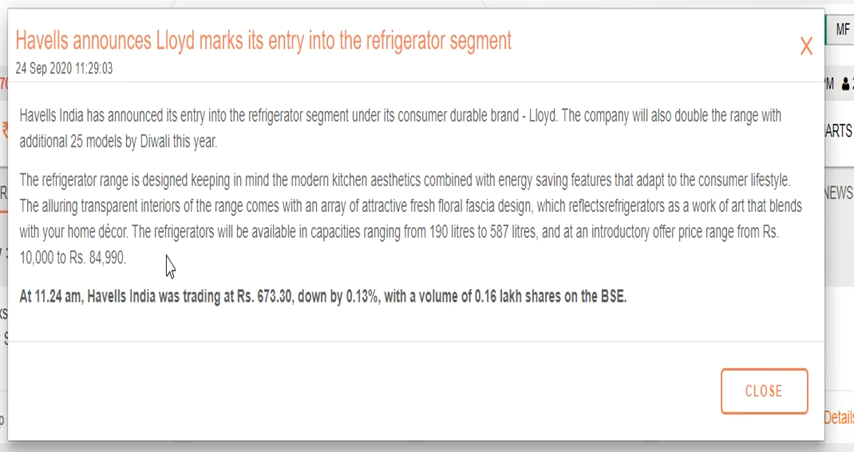 Havells announces Lloyd marks its entry into the refrigerator segment
X
MF
24 Sep 2020 11:29:03
Havells India has announced its entry into the refrigerator segment under its consumer durable brand - Lloyd. The company will also double the range with
additional 25 models by Diwali this year.
ARTS
The refrigerator range is designed keeping in mind the modern kitchen aesthetics combined with energy saving features that adapt to the consumer lifestyle.
NEWS
The alluring transparent interiors of the range comes with an array of attractive fresh floral fascia design, which reflectsrefrigerators as a work of art that blends
with your home décor. The refrigerators will be available in capacities ranging from 190 litres to 587 litres, and at an introductory offer price range from Rs.
10,000 to Rs. 84,990.
At 11.24 am, Havells India was trading at Rs. 673.30, down by 0.13%, with a volume of 0.16 lakh shares on the BSE.
CLOSE
Details